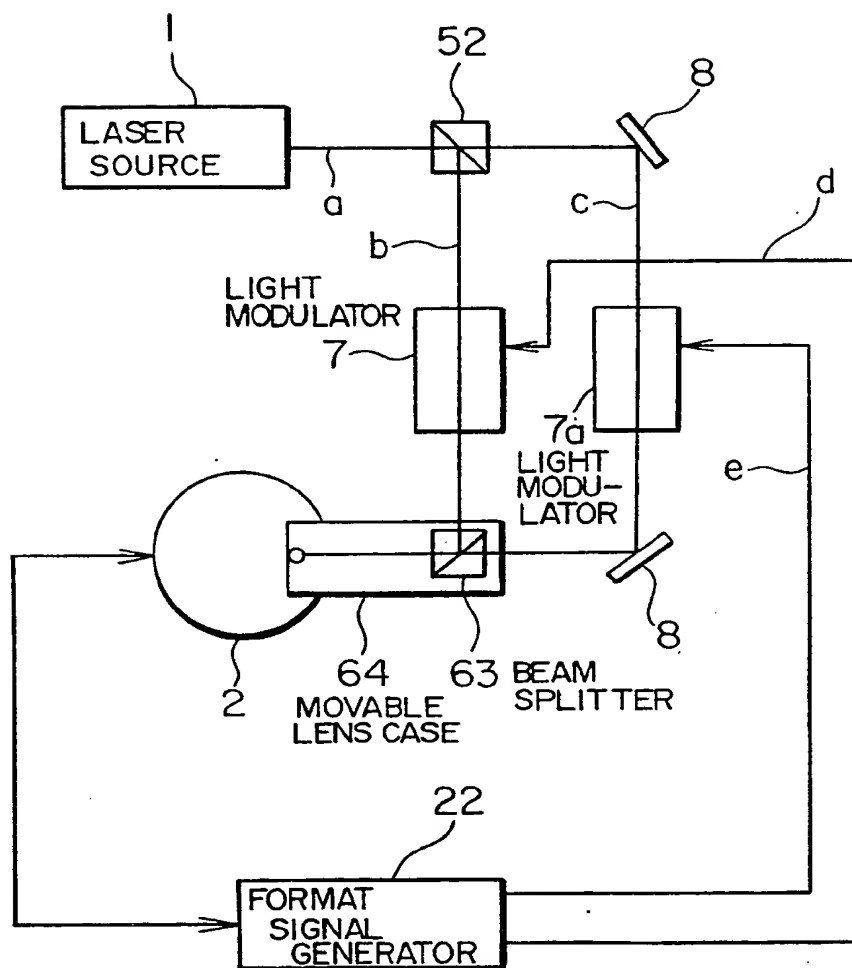 1
52
8
LASER
SOURCE
a
c
d
b
LIGHT
MODULATOR
7
7a
LIGHT
MODU-
LATOR
e
2
64
63 BEAM
SPLITTER
MOVABLE
LENS CASE
8
22
FORMAT
SIGNAL
GENERATOR